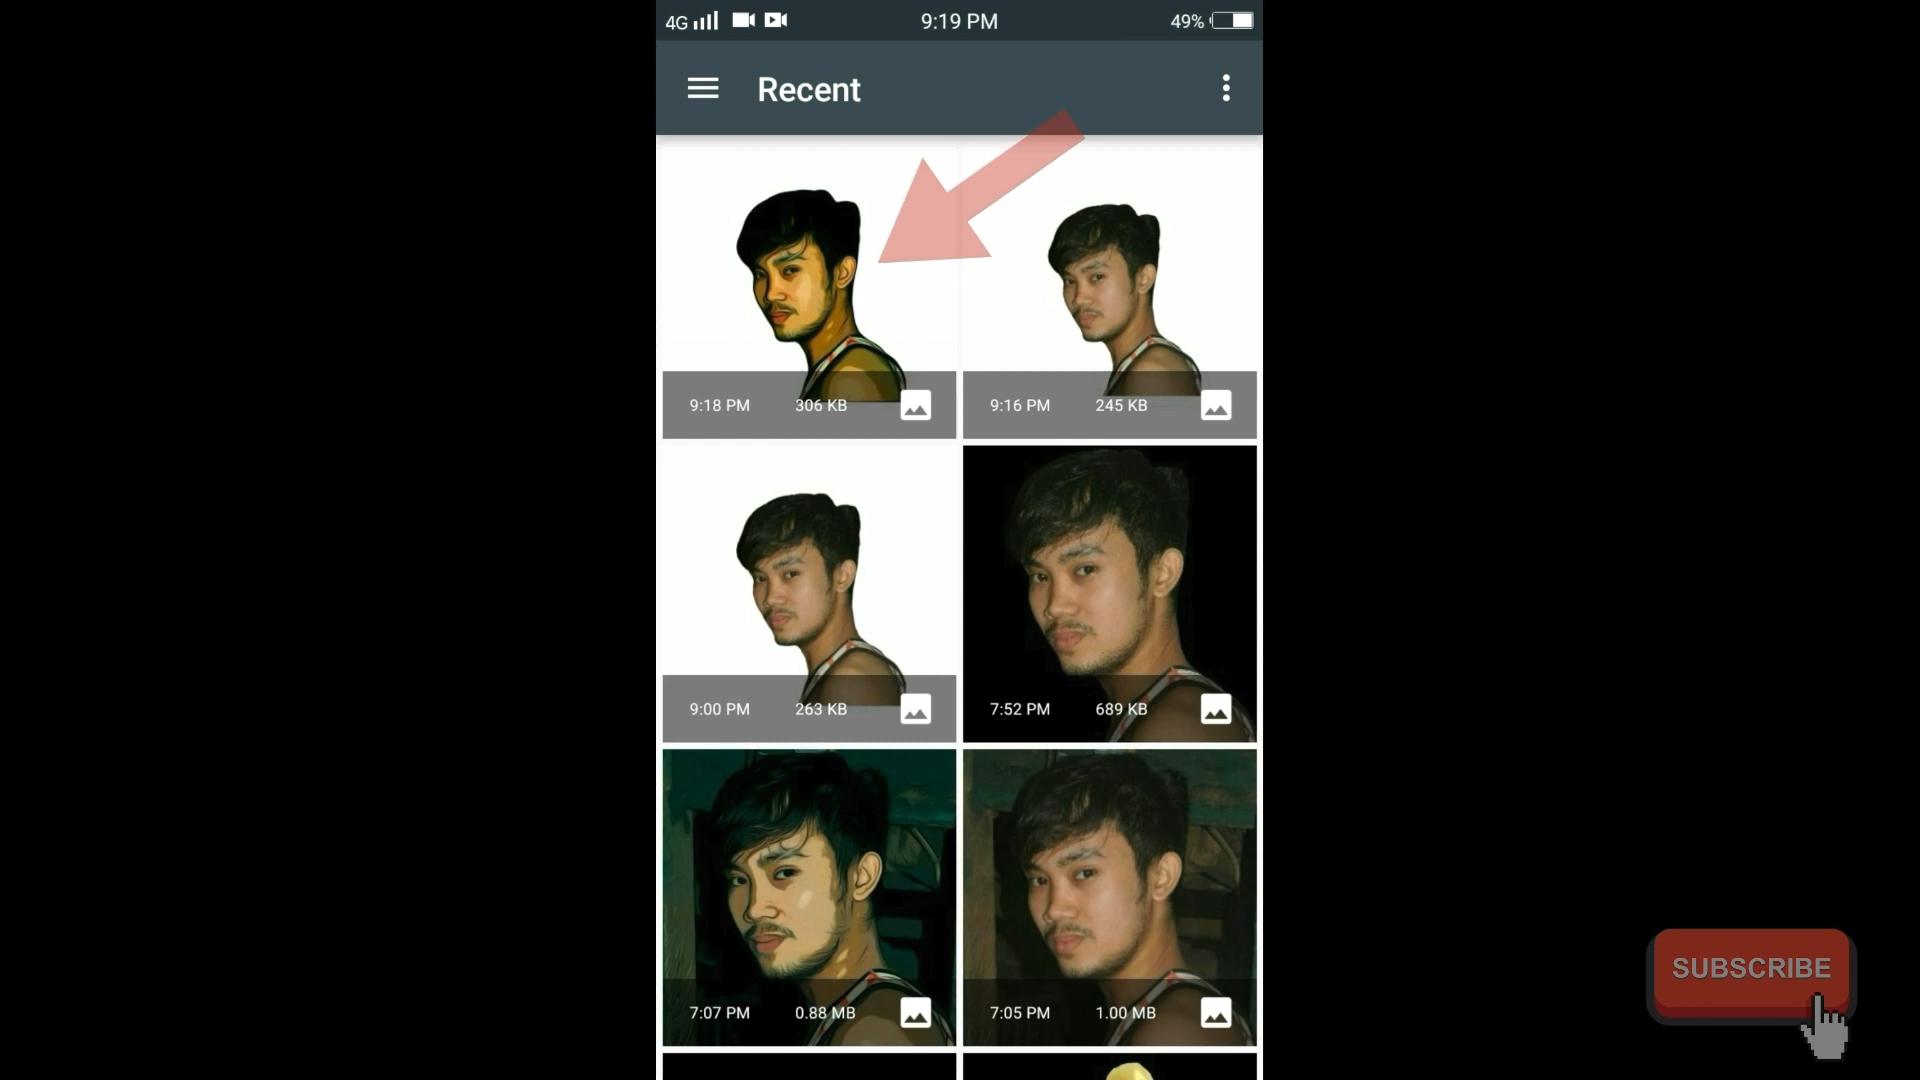 4G 9:19 PM 49%
Recent
9:18 PM 306 KB
9:16 PM 245 KB
9:00 PM 263 KB
7:52 PM 689 KB
7:07 PM 0.88 MB
7:05 PM 1.00 MB
SUBSCRIBE